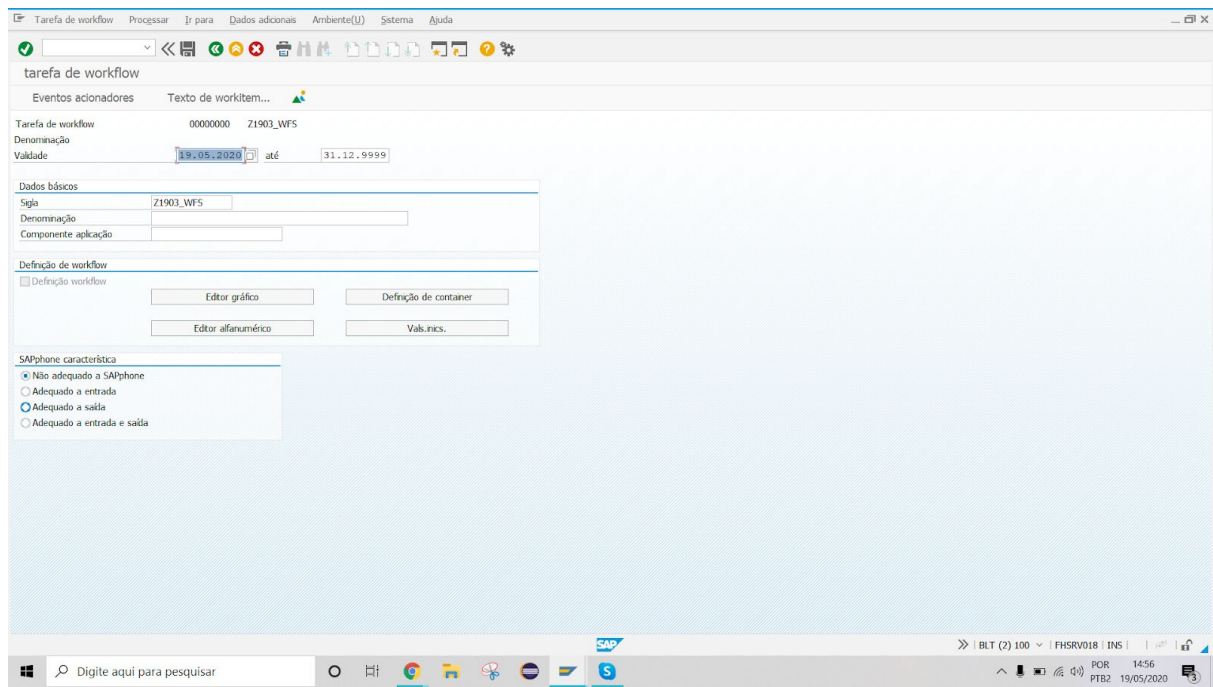 Tarefa de workflow Processar Ir para Dados adcionais Ambiente(U) Sistema Ajuda
tarefa de workflow
Eventos acionadores Texto de workitem...
Tarefa de workflow 00000000 Z1903_WFS
Denominação
Validade 19.05.2020 até 31.12.9999
Dados básicos
Sigla Z1903_WFS
Denominação
Componente aplicação
Definição de workflow
Definição workflow
Editor gráfico Definição de container
Editor alfanumérico Vals.inics.
SAPphone característica
Não adequado a SAPphone
Adequado a entrada
Adequado a saída
Adequado a entrada e saída
SAP BLT (2) 100 FHSRV018 INS
Digite aqui para pesquisar POR 14:56
PTB2 19/05/2020 3